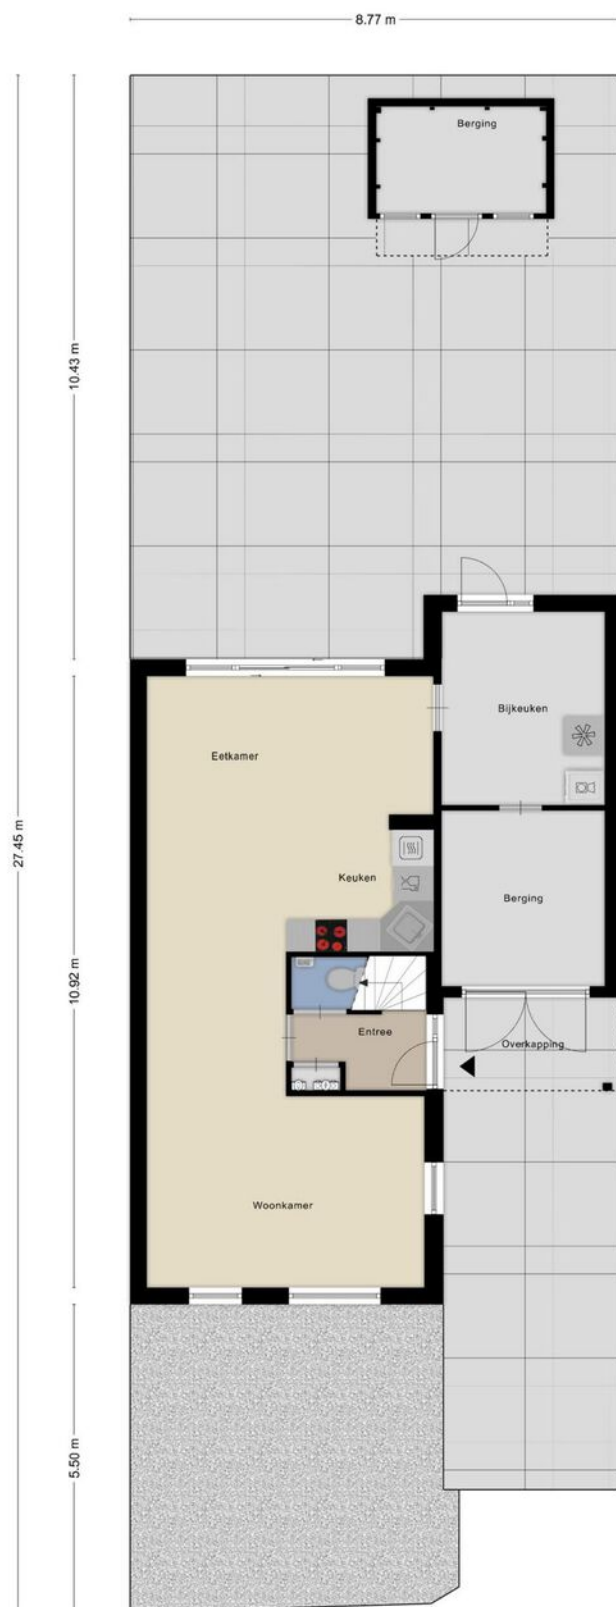 8.77 m
Berging
10.43 m
Bijkeuken
Eetkamer
27.45 m
Keuken
Berging
10.92 m
Entree
Overkapping
Woonkamer
5.50 m